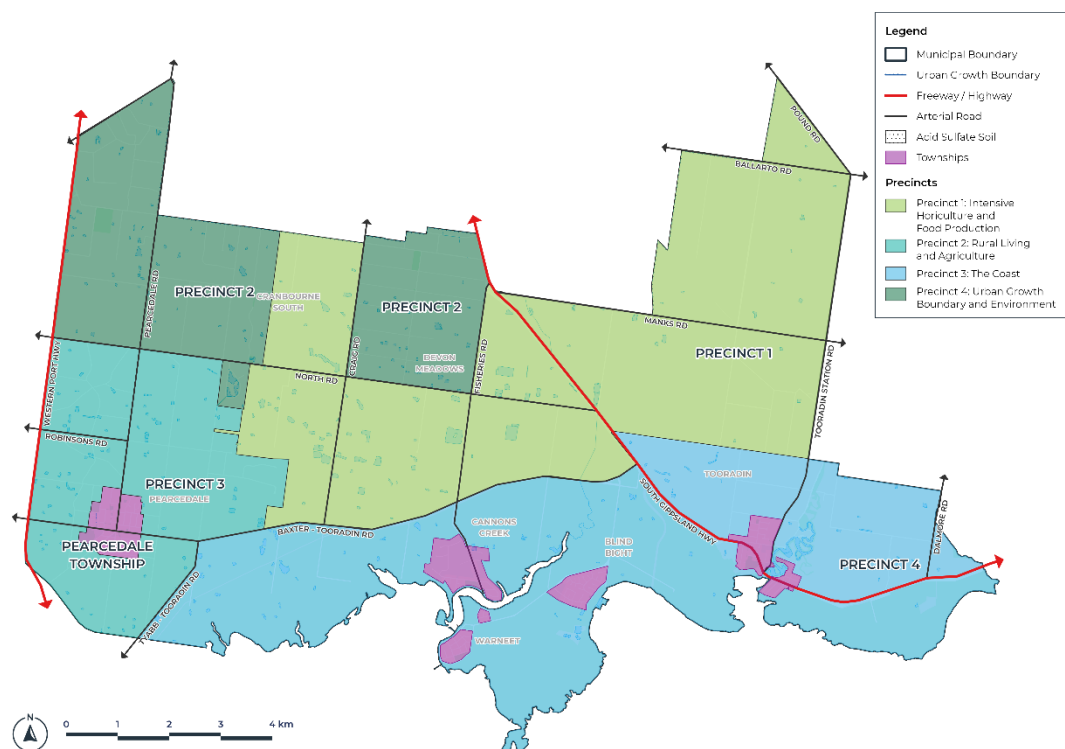 Legend
Municipal Boundary
Urban Growth Boundary
Freeway / Highway
Arterial Road
Acid Sulfate Soil
Townships
Precincts
Precinct 1: Intensive
Horiculture and
Food Production
Precinct 2: Rural Living
and Agriculture
Precinct 3: The Coast
Precinct 4: Urban Growth
Boundary and Environment
POUND RD
BALLARTO RD
PEARCEDALE RD
PRECINCT 2
CRANBOURNE
SOUTH
PRECINCT 2
MANKS RD
PRECINCT 1
WESTERN PORT HWY
CRAIG RD
DEVON
MEADOWS
FISHERIES RD
TOORADIN STATION RD
NORTH RD
ROBINSONS RD
PRECINCT 3
PEARCEDALE
TOORADIN
SOUTH GIPPSLAND HWY
BAXTER - TOORADIN RD
CANNONS
CREEK
BLIND
BIGHT
DALMORE RD
PEARCEDALE
TOWNSHIP
PRECINCT 4
TYABB - TOORADIN RD
WARNEET
N
0 1 2 3 4 km